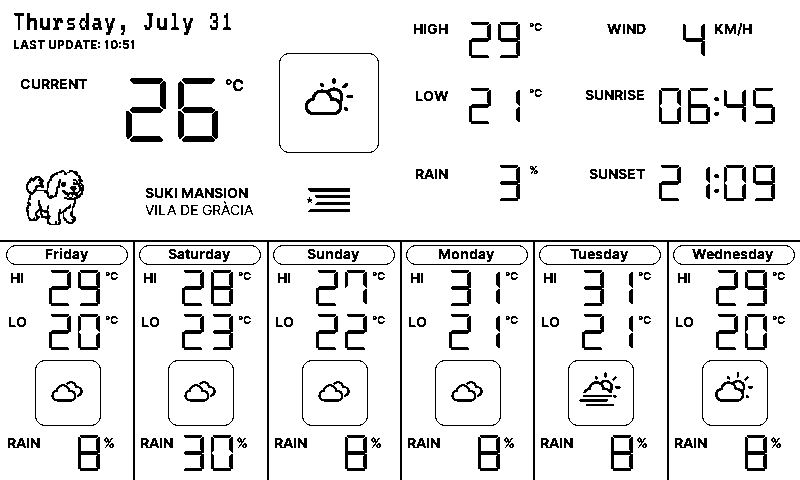 Thursday, July 31
LAST UPDATE: 10:51
CURRENT 26 °C
HIGH 29 °C
LOW 21 °C
RAIN 3 %
WIND 4 KM/H
SUNRISE 06:45
SUNSET 21:09
SUKI MANSION
VILA DE GRÀCIA
Friday
HI 29 °C
LO 20 °C
RAIN 8 %
Saturday
HI 28 °C
LO 23 °C
RAIN 30 %
Sunday
HI 27 °C
LO 22 °C
RAIN 8 %
Monday
HI 31 °C
LO 21 °C
RAIN 8 %
Tuesday
HI 31 °C
LO 21 °C
RAIN 8 %
Wednesday
HI 29 °C
LO 20 °C
RAIN 8 %